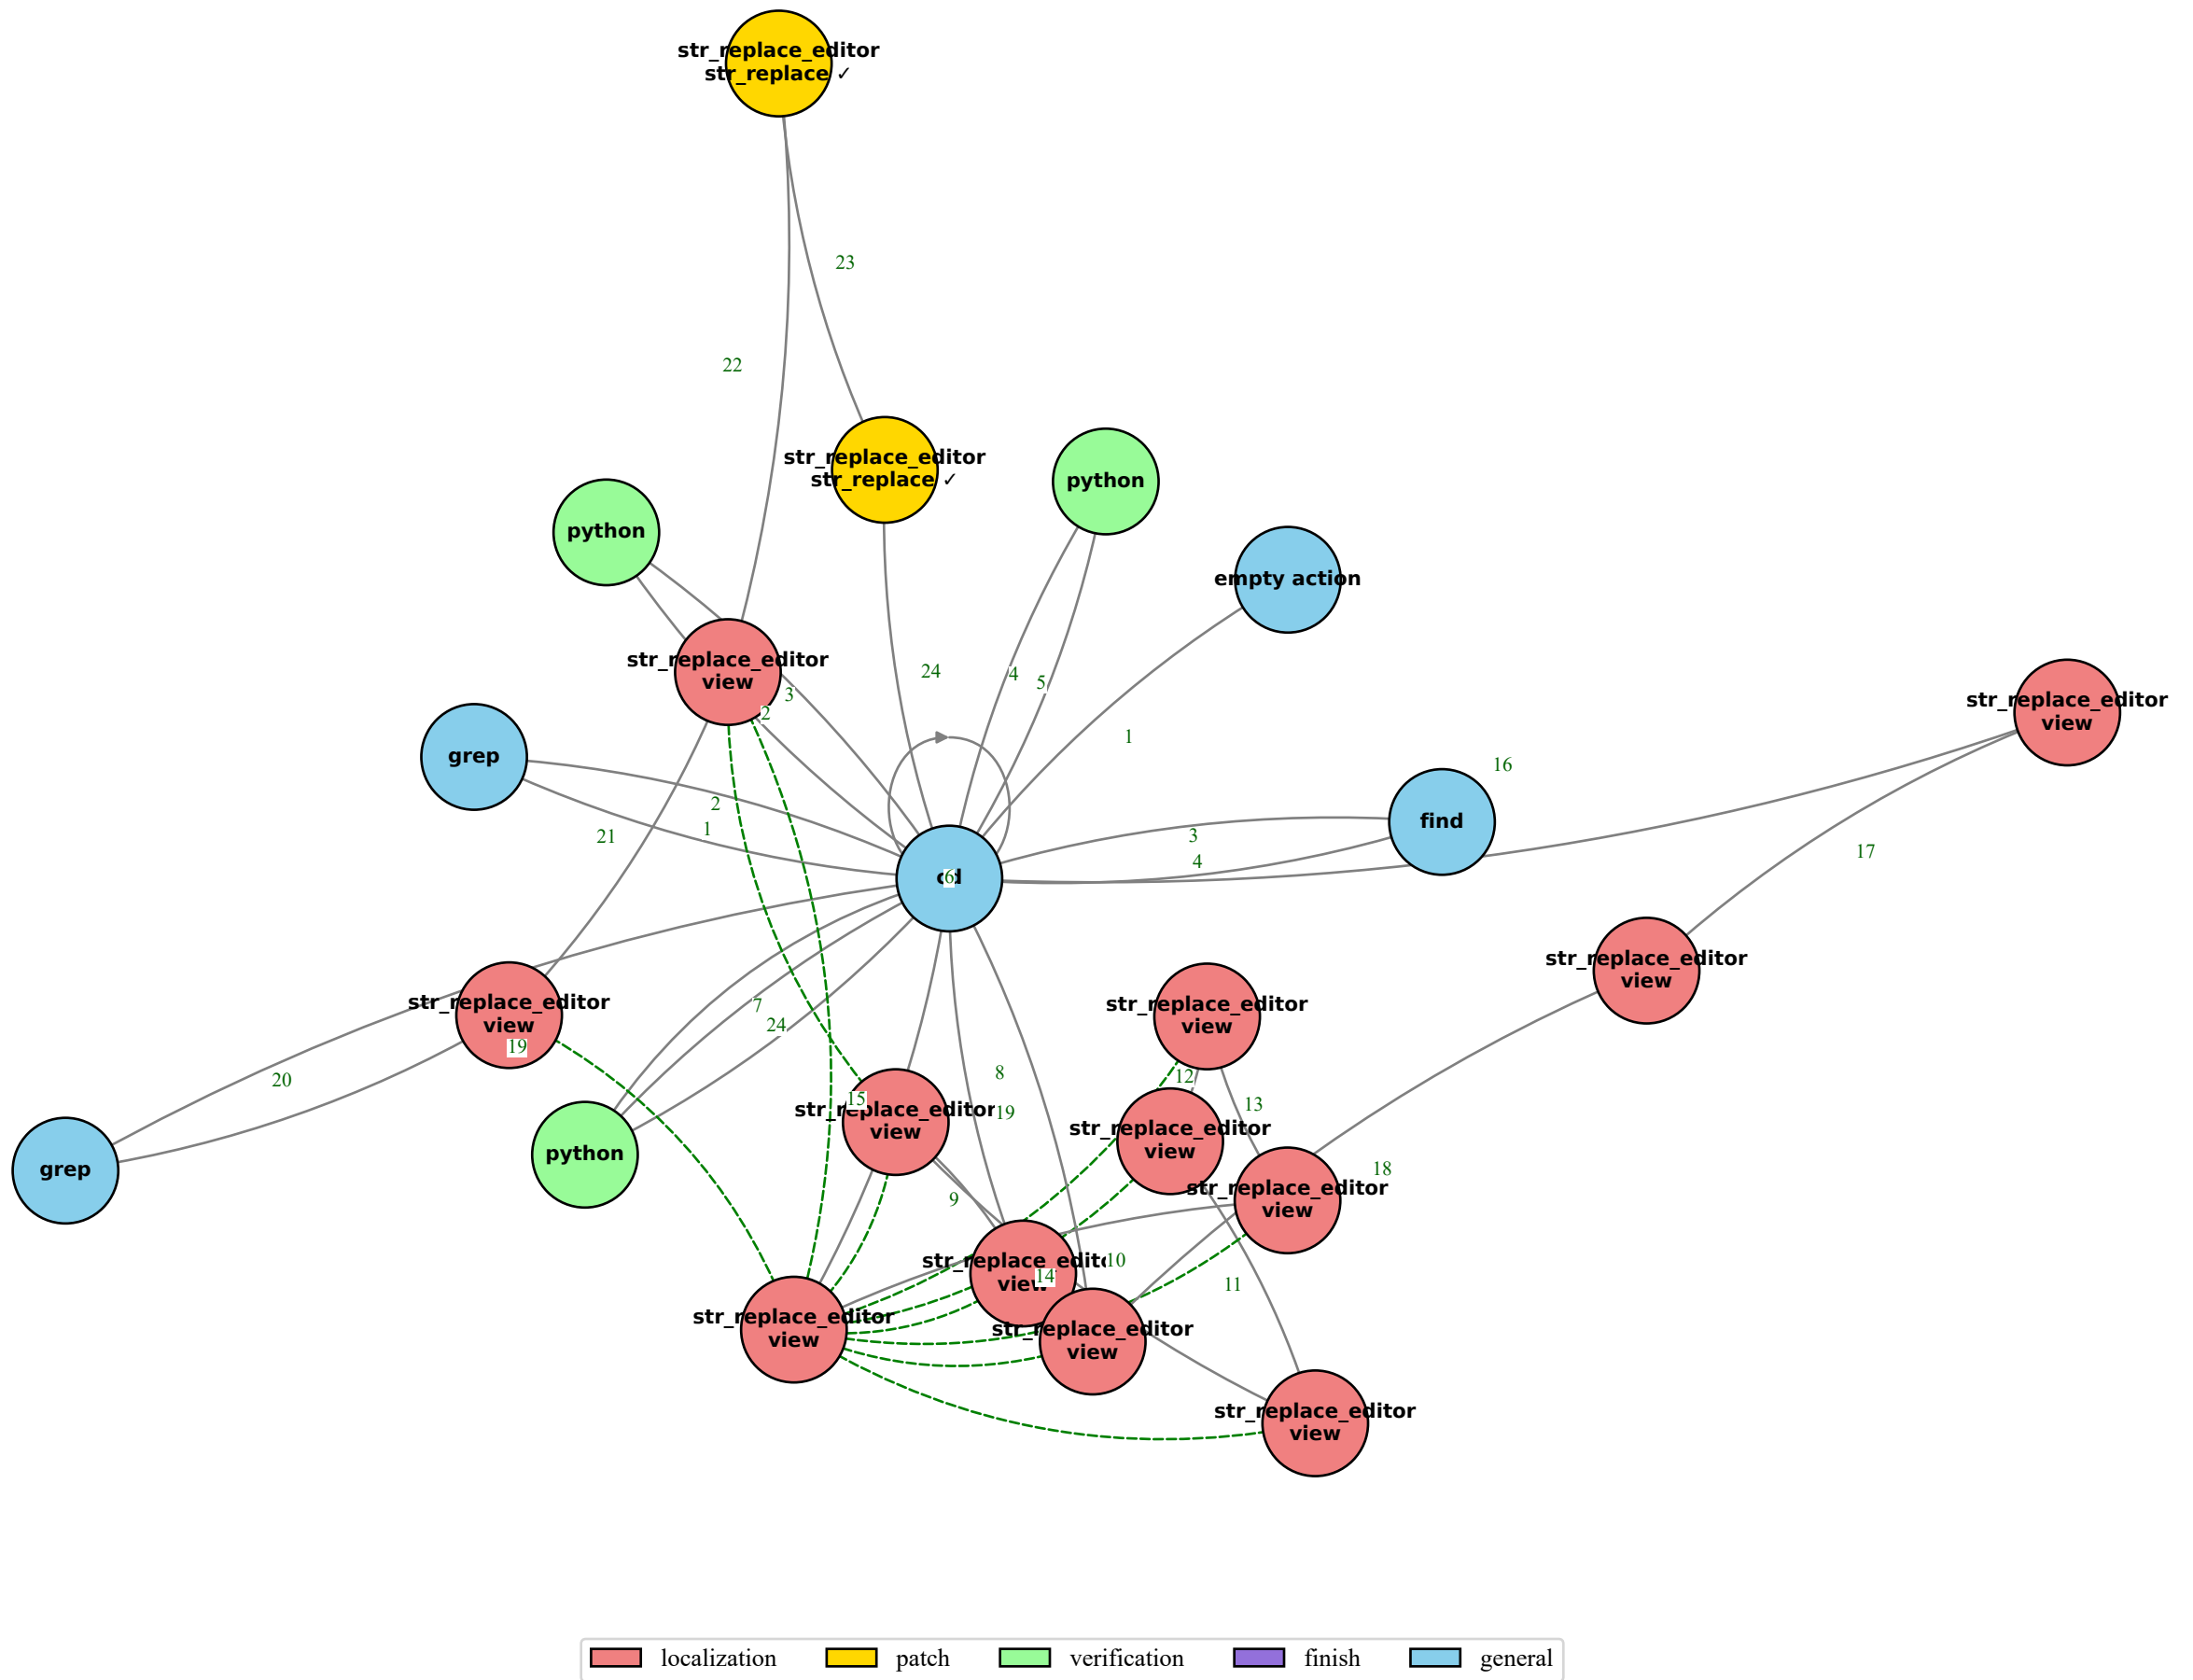 str_replace_editor
str_replace ✓
23
22
str_replace_editor
str_replace ✓
python
python
empty action
str_replace_editor
view
24
4
5
3
2
str_replace_editor
view
1
16
grep
2
1
21
3
4
find
17
cd
6
str_replace_editor
view
str_replace_editor
view
19
str_replace_editor
view
7
24
20
8
12
15
19
13
str_replace_editor
view
str_replace_editor
view
python
grep
18
9
str_replace_editor
view
10
str_replace_editor
view
14
11
str_replace_editor
view
str_replace_editor
view
str_replace_editor
view
localization
patch
verification
finish
general